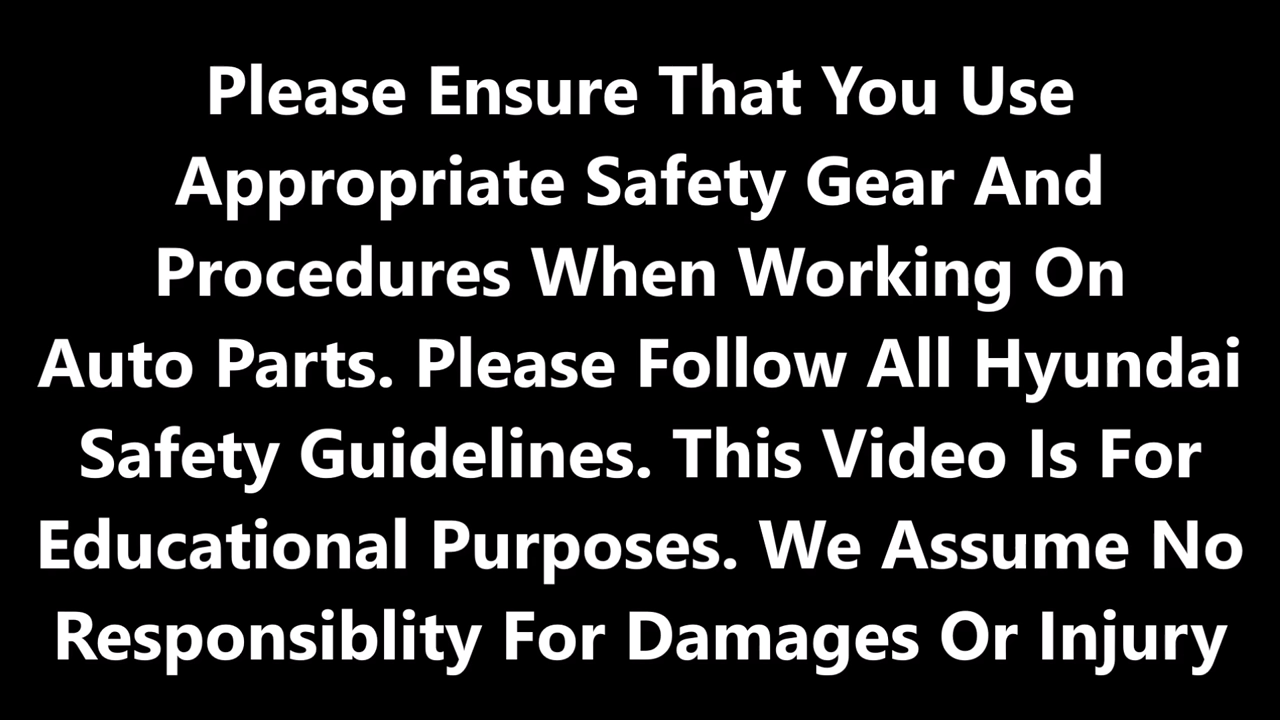 Please Ensure That You Use
Appropriate Safety Gear And
Procedures When Working On
Auto Parts. Please Follow All Hyundai
Safety Guidelines. This Video Is For
Educational Purposes. We Assume No
Responsiblity For Damages Or Injury